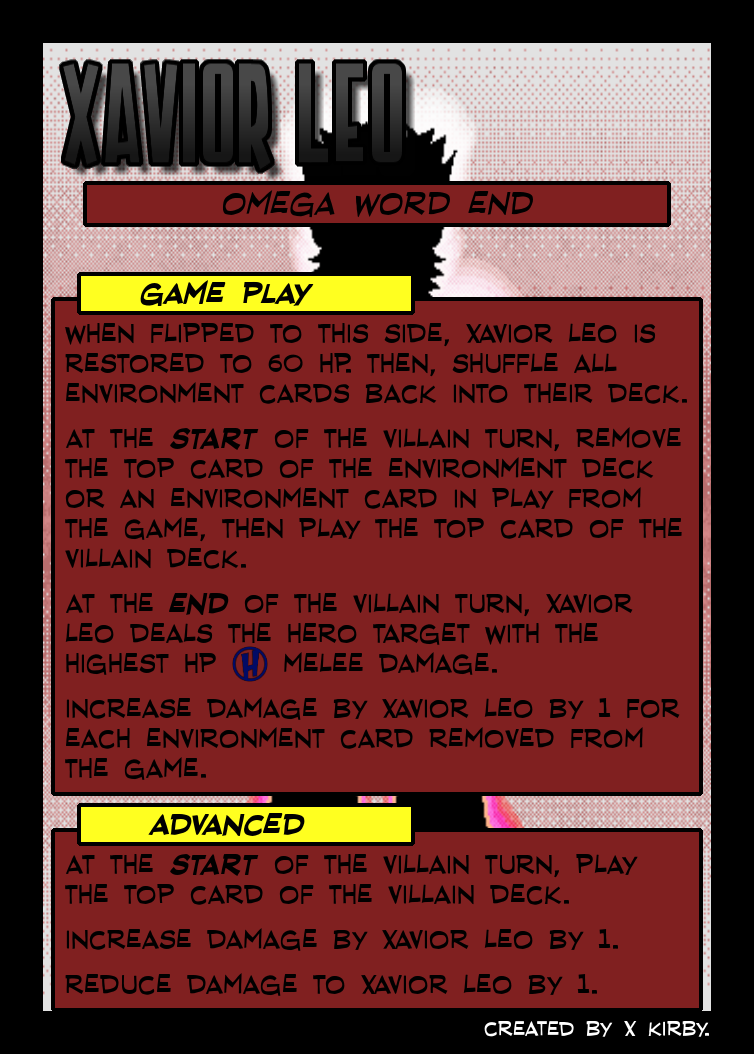 XAVIOR LEO
OMEGA WORD END
GAME PLAY
WHEN FLIPPED TO THIS SIDE, XAVIOR LEO IS
RESTORED TO 60 HP. THEN, SHUFFLE ALL
ENVIRONMENT CARDS BACK INTO THEIR DECK.
AT THE START OF THE VILLAIN TURN, REMOVE
THE TOP CARD OF THE ENVIRONMENT DECK
OR AN ENVIRONMENT CARD IN PLAY FROM
THE GAME, THEN PLAY THE TOP CARD OF THE
VILLAIN DECK.
AT THE END OF THE VILLAIN TURN, XAVIOR
LEO DEALS THE HERO TARGET WITH THE
HIGHEST HP H MELEE DAMAGE.
INCREASE DAMAGE BY XAVIOR LEO BY 1 FOR
EACH ENVIRONMENT CARD REMOVED FROM
THE GAME.
ADVANCED
AT THE START OF THE VILLAIN TURN, PLAY
THE TOP CARD OF THE VILLAIN DECK.
INCREASE DAMAGE BY XAVIOR LEO BY 1.
REDUCE DAMAGE TO XAVIOR LEO BY 1.
CREATED BY X KIRBY.